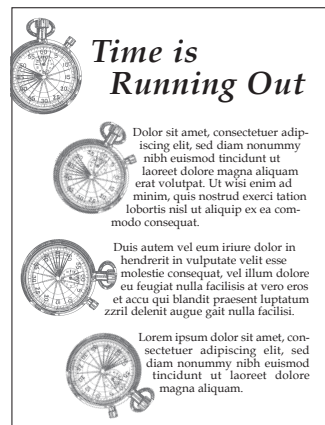 Time is
Running Out
Dolor sit amet, consectetuer adip-
iscing elit, sed diam nonummy
nibh euismod tincidunt ut
laoreet dolore magna aliquam
erat volutpat. Ut wisi enim ad
minim, quis nostrud exerci tation
lobortis nisl ut aliquip ex ea com-
modo consequat.
Duis autem vel eum iriure dolor in
hendrerit in vulputate velit esse
molestie consequat, vel illum dolore
eu feugiat nulla facilisis at vero eros
et accu qui blandit praesent luptatum
zzril delenit augue gait nulla facilisi.
Lorem ipsum dolor sit amet, con-
sectetuer adipiscing elit, sed
diam nonummy nibh euismod
tincidunt ut laoreet dolore
magna aliquam.